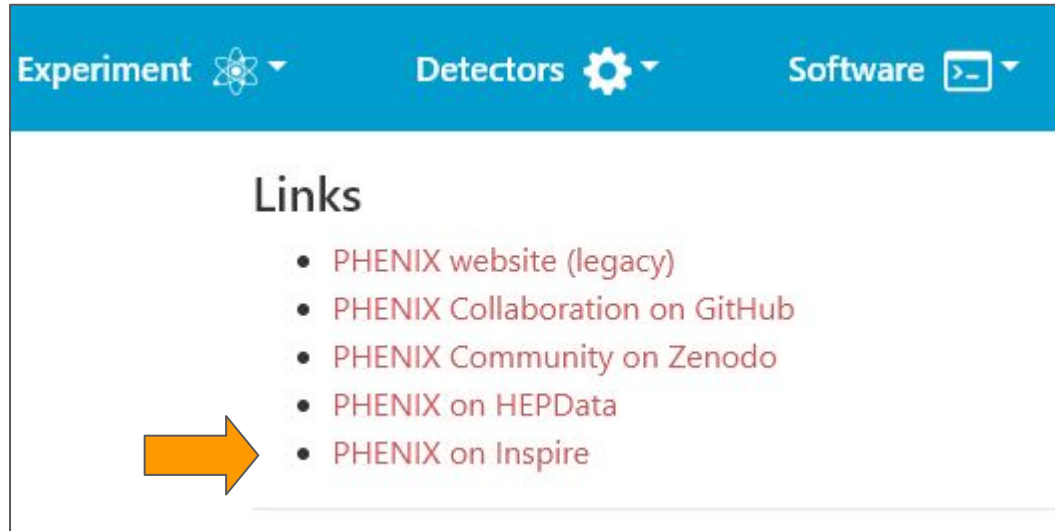 Experiment Detectors Software
Links
PHENIX website (legacy)
PHENIX Collaboration on GitHub
PHENIX Community on Zenodo
PHENIX on HEPData
PHENIX on Inspire